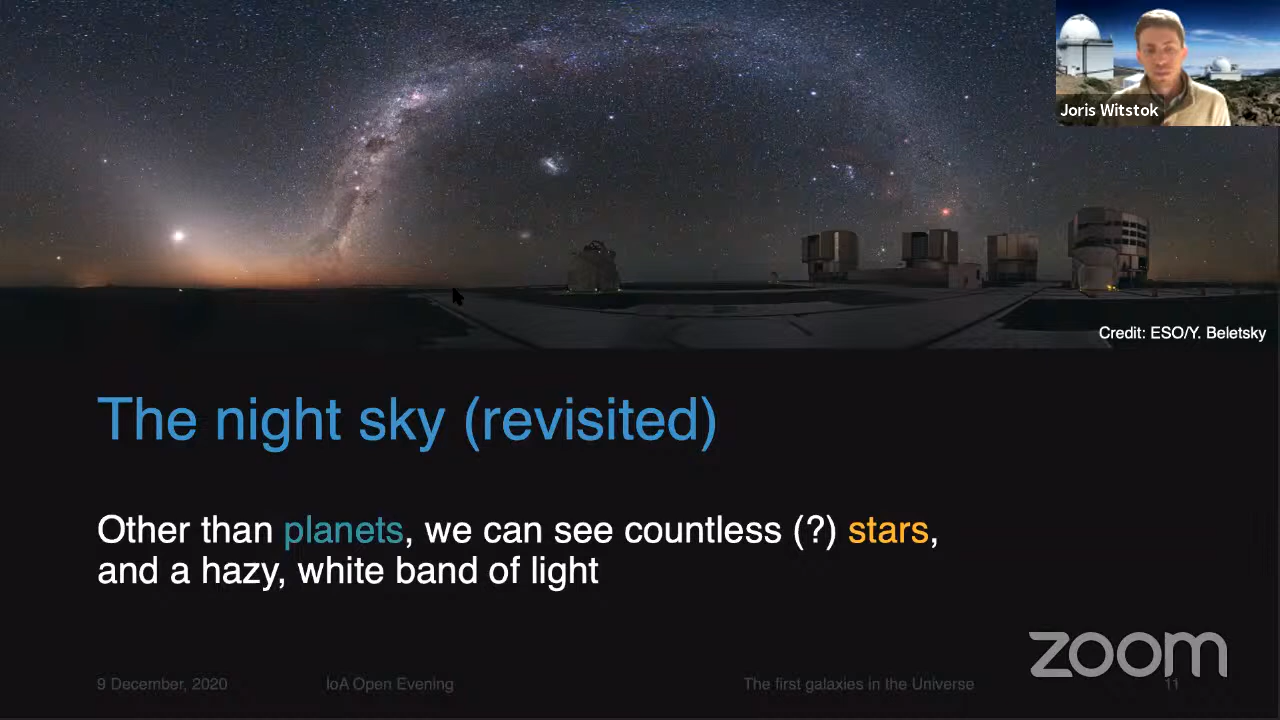 Joris Witstok
Credit: ESO/Y. Beletsky
The night sky (revisited)
Other than planets, we can see countless (?) stars,
and a hazy, white band of light
zoom
9 December, 2020
IoA Open Evening
The first galaxies in the Universe
11